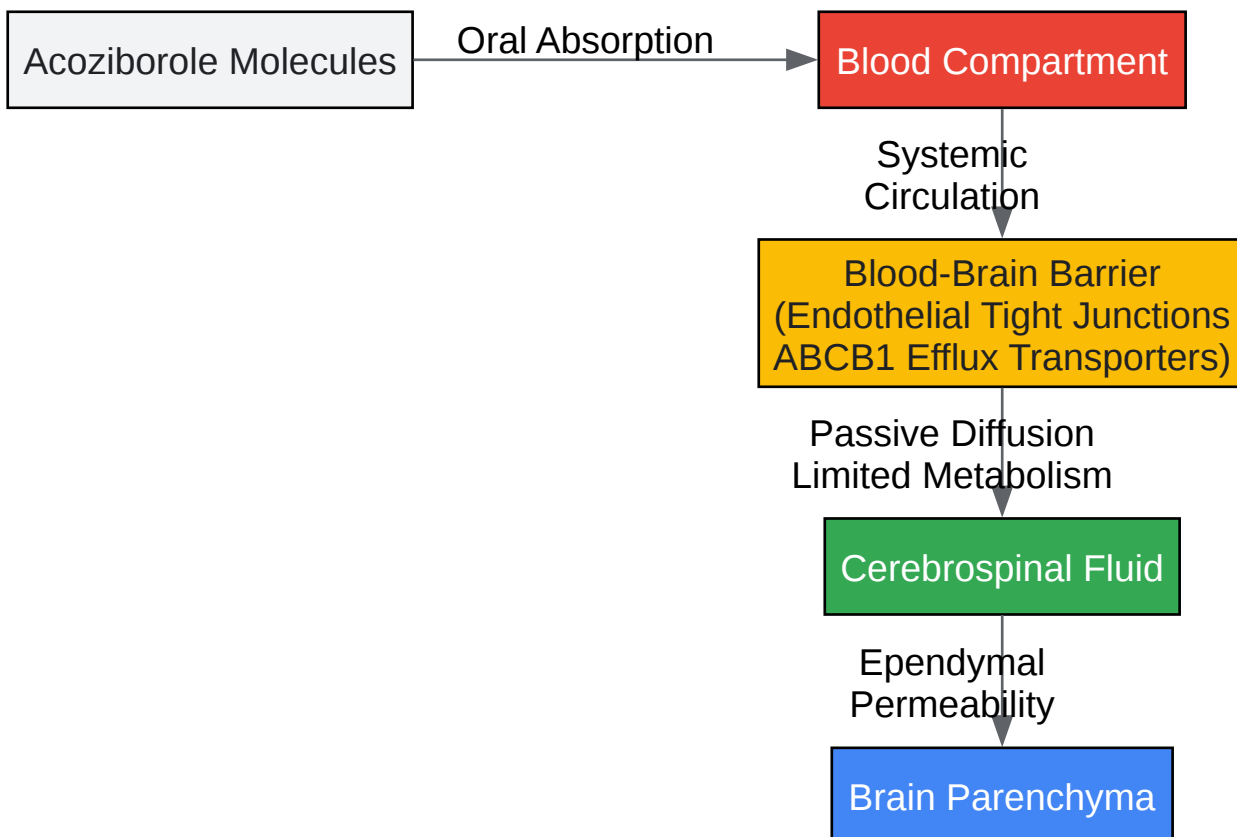 Acoziborole Molecules
Oral Absorption
Blood Compartment
Systemic
Circulation
Blood-Brain Barrier
(Endothelial Tight Junctions
ABCB1 Efflux Transporters)
Passive Diffusion
Limited Metabolism
Cerebrospinal Fluid
Ependymal
Permeability
Brain Parenchyma